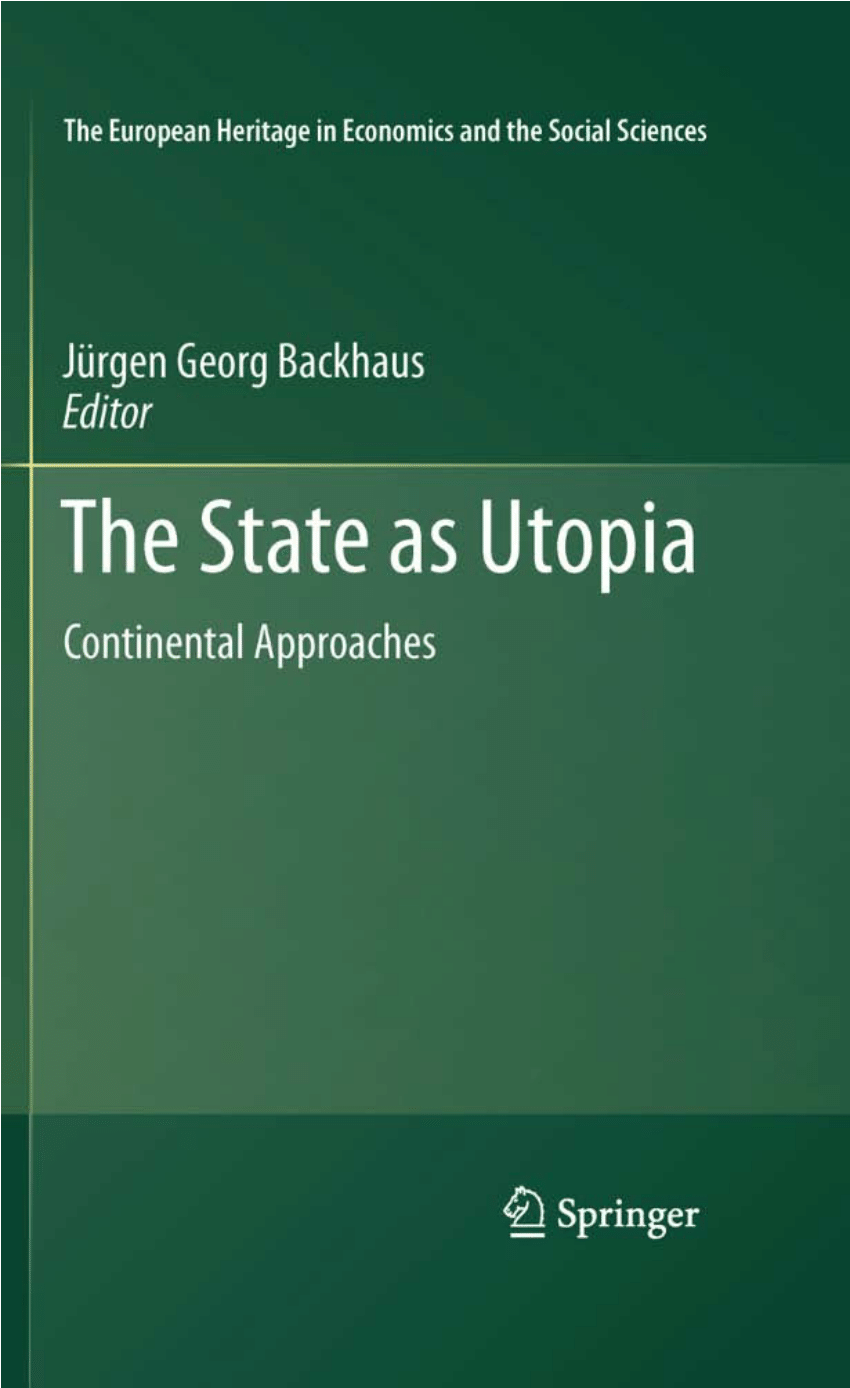 The European Heritage in Economics and the Social Sciences
Jürgen Georg Backhaus
Editor
The State as Utopia
Continental Approaches
Springer